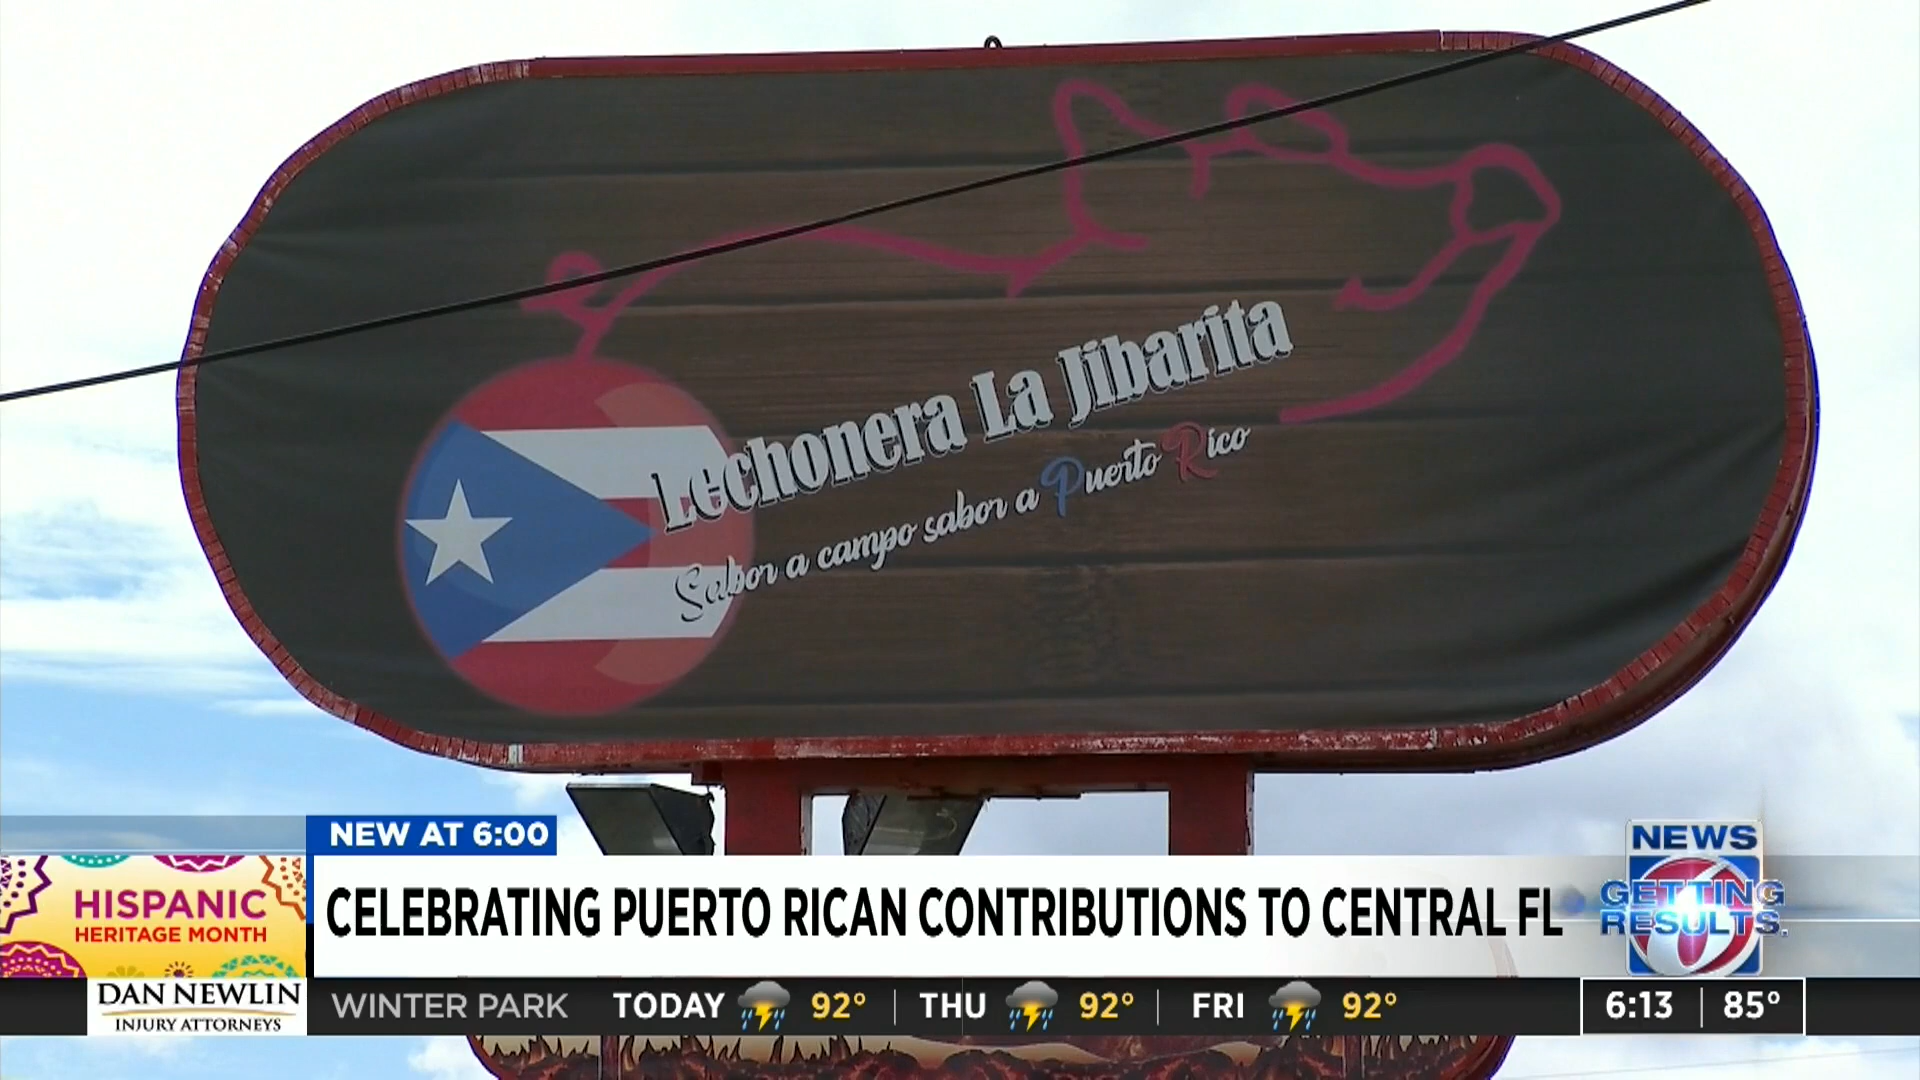 Lechonera La Jibarita
Sabor a campo sabor a Puerto Rico
NEW AT 6:00
HISPANIC
HERITAGE MONTH
CELEBRATING PUERTO RICAN CONTRIBUTIONS TO CENTRAL FL
NEWS
GETTING
RESULTS.
6
DAN NEWLIN
INJURY ATTORNEYS
WINTER PARK TODAY 92° THU 92° FRI 92°
6:13 85°